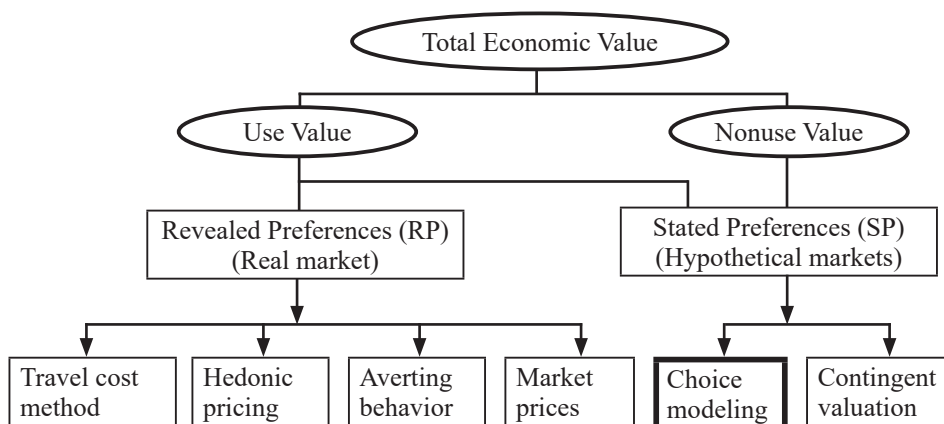 Total Economic Value
Use Value
Nonuse Value
Revealed Preferences (RP)
(Real market)
Stated Preferences (SP)
(Hypothetical markets)
Travel cost
method
Hedonic
pricing
Averting
behavior
Market
prices
Choice
modeling
Contingent
valuation